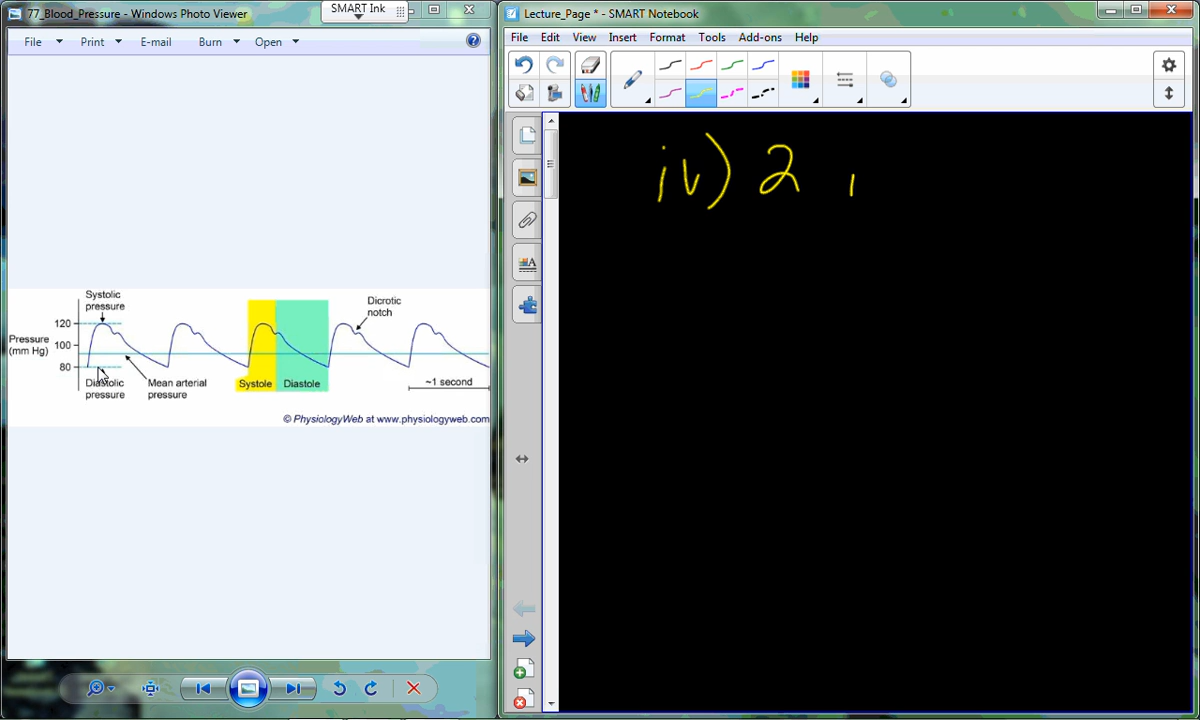 77_Blood_Pressure - Windows Photo Viewer
SMART Ink
File Print E-mail Burn Open
Systolic
pressure
Dicrotic
notch
Pressure
(mm Hg)
120
100
80
Diastolic
pressure
Mean arterial
pressure
Systole Diastole
~1 second
© PhysiologyWeb at www.physiologyweb.com
Lecture_Page * - SMART Notebook
File Edit View Insert Format Tools Add-ons Help
iv) 2